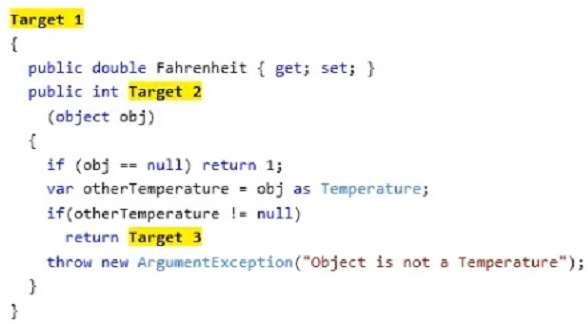 Target 1
{
public double Fahrenheit { get; set; }
public int Target 2
(object obj)
{
if (obj == null) return 1;
var otherTemperature = obj as Temperature;
if(otherTemperature != null)
return Target 3
throw new ArgumentException("Object is not a Temperature");
}
}